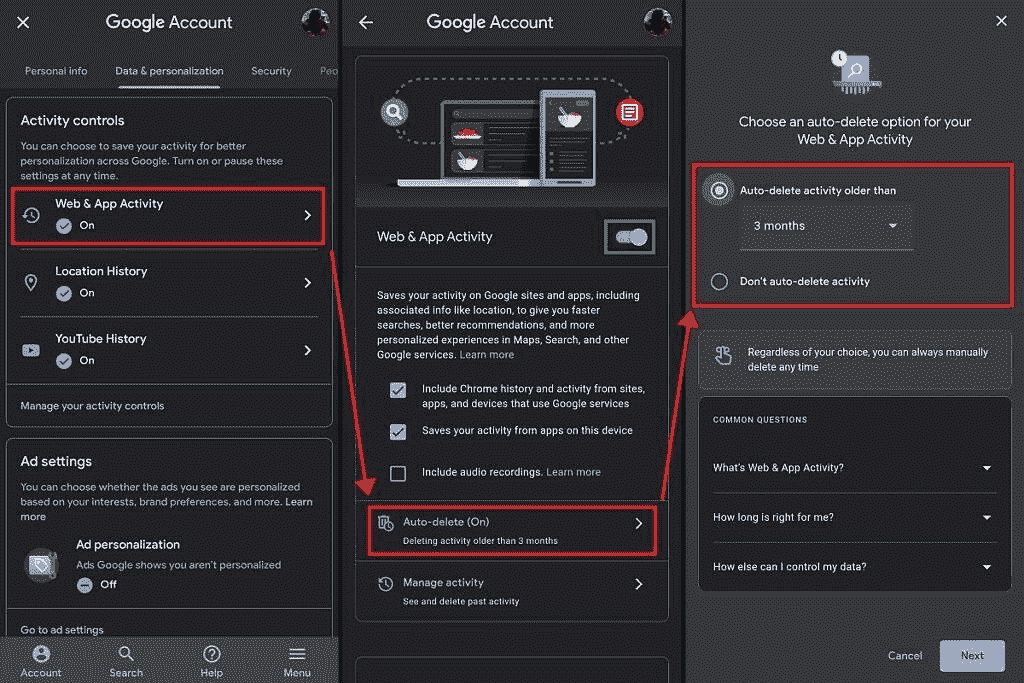 Google Account
Personal info Data & personalization Security Peo
Activity controls
You can choose to save your activity for better
personalization across Google. Turn on or pause these
settings at any time.
Web & App Activity
On
Location History
On
YouTube History
On
Manage your activity controls
Ad settings
You can choose whether the ads you see are personalized
based on your interests, brand preferences, and more. Learn
more
Ad personalization
Ads Google shows you aren't personalized
Off
Go to ad settings
Account Search Help Menu
Google Account
Web & App Activity
Saves your activity on Google sites and apps, including
associated info like location, to give you faster
searches, better recommendations, and more
personalized experiences in Maps, Search, and other
Google services. Learn more
Include Chrome history and activity from sites,
apps, and devices that use Google services
Saves your activity from apps on this device
Include audio recordings. Learn more
Auto-delete (On)
Deleting activity older than 3 months
Manage activity
See and delete past activity
Choose an auto-delete option for your
Web & App Activity
Auto-delete activity older than
3 months
Don't auto-delete activity
Regardless of your choice, you can always manually
delete any time
COMMON QUESTIONS
What's Web & App Activity?
How long is right for me?
How else can I control my data?
Cancel Next